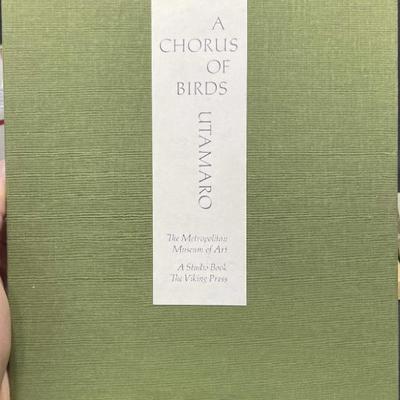 A
CHORUS
OF
BIRDS
UTAMARO
The Metropolitan
Museum of Art
A Studio Book
The Viking Press